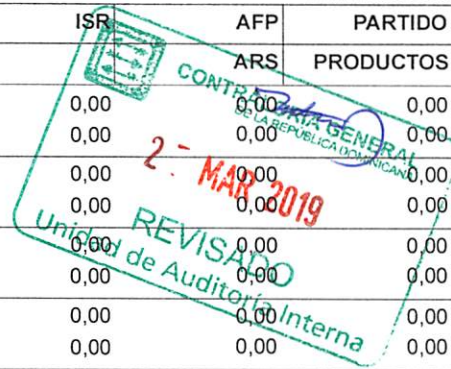 ISR AFP PARTIDO
ARS PRODUCTOS
0,00 0,00 0,00
0,00 0,00 0,00
0,00 0,00 0,00
0,00 0,00 0,00
0,00 0,00 0,00
0,00 0,00 0,00
0,00 0,00 0,00
0,00 0,00 0,00
CONTRALORÍA GENERAL
DE LA REPÚBLICA DOMINICANA
MAR 2019
REVISADO
Unidad de Auditoría Interna